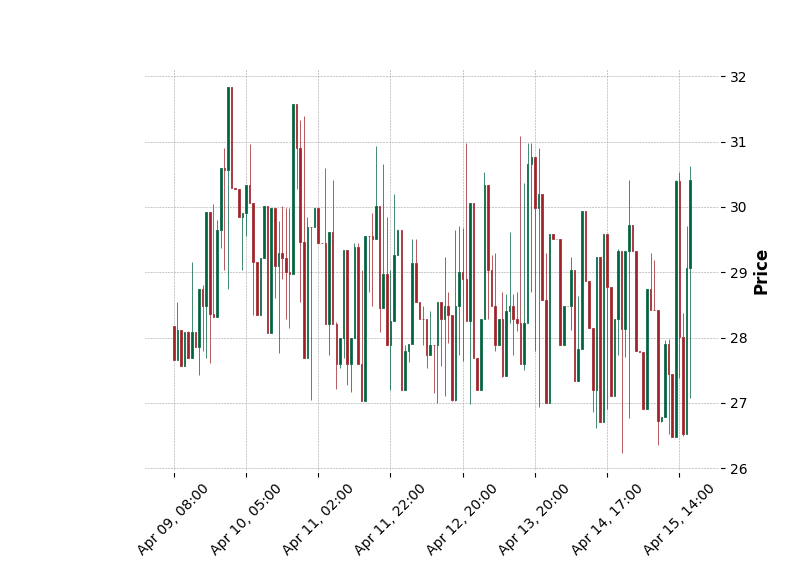 32
31
30
29
28
27
26
Price
Apr 09, 08:00
Apr 10, 05:00
Apr 11, 02:00
Apr 11, 22:00
Apr 12, 20:00
Apr 13, 20:00
Apr 14, 17:00
Apr 15, 14:00